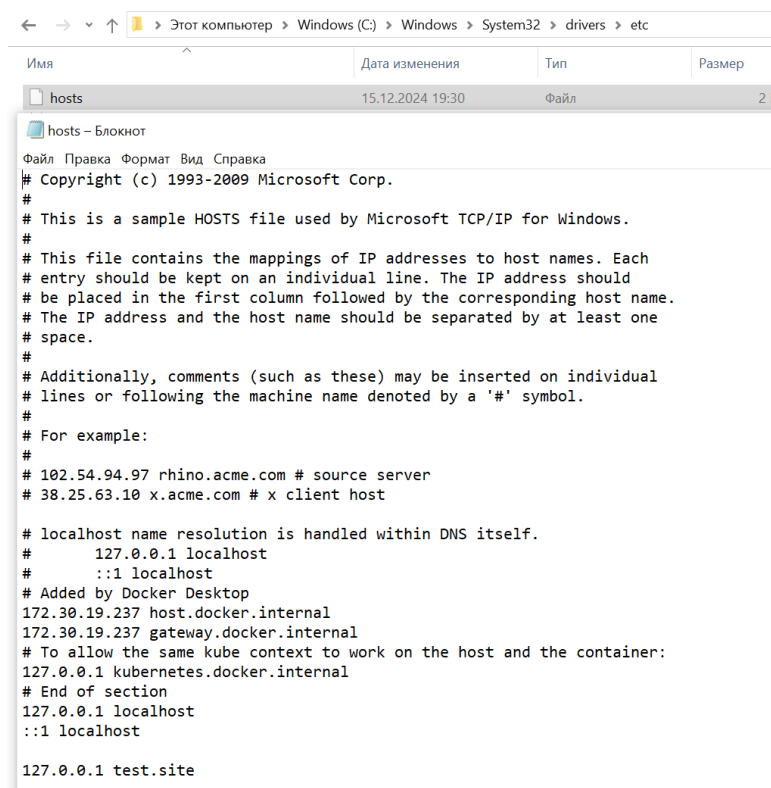 Этот компьютер > Windows (C:) > Windows > System32 > drivers > etc
Имя Дата изменения Тип Размер
hosts 15.12.2024 19:30 Файл 2
hosts – Блокнот
Файл Правка Формат Вид Справка
# Copyright (c) 1993-2009 Microsoft Corp.
#
# This is a sample HOSTS file used by Microsoft TCP/IP for Windows.
#
# This file contains the mappings of IP addresses to host names. Each
# entry should be kept on an individual line. The IP address should
# be placed in the first column followed by the corresponding host name.
# The IP address and the host name should be separated by at least one
# space.
#
# Additionally, comments (such as these) may be inserted on individual
# lines or following the machine name denoted by a '#' symbol.
#
# For example:
#
# 102.54.94.97 rhino.acme.com # source server
# 38.25.63.10 x.acme.com # x client host

# localhost name resolution is handled within DNS itself.
#       127.0.0.1 localhost
#       ::1 localhost
# Added by Docker Desktop
172.30.19.237 host.docker.internal
172.30.19.237 gateway.docker.internal
# To allow the same kube context to work on the host and the container:
127.0.0.1 kubernetes.docker.internal
# End of section
127.0.0.1 localhost
::1 localhost

127.0.0.1 test.site